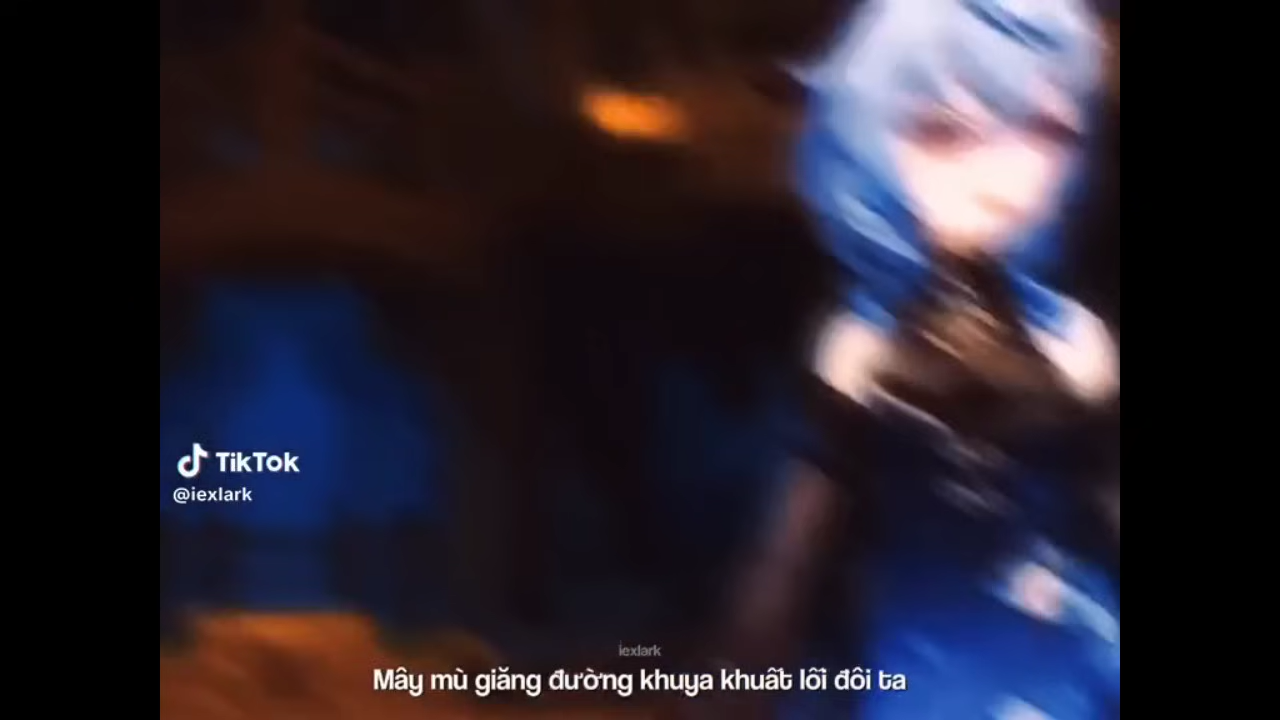 TikTok
@iexlark
iexlark
Mây mù giăng đường khuya khuất lối đôi ta